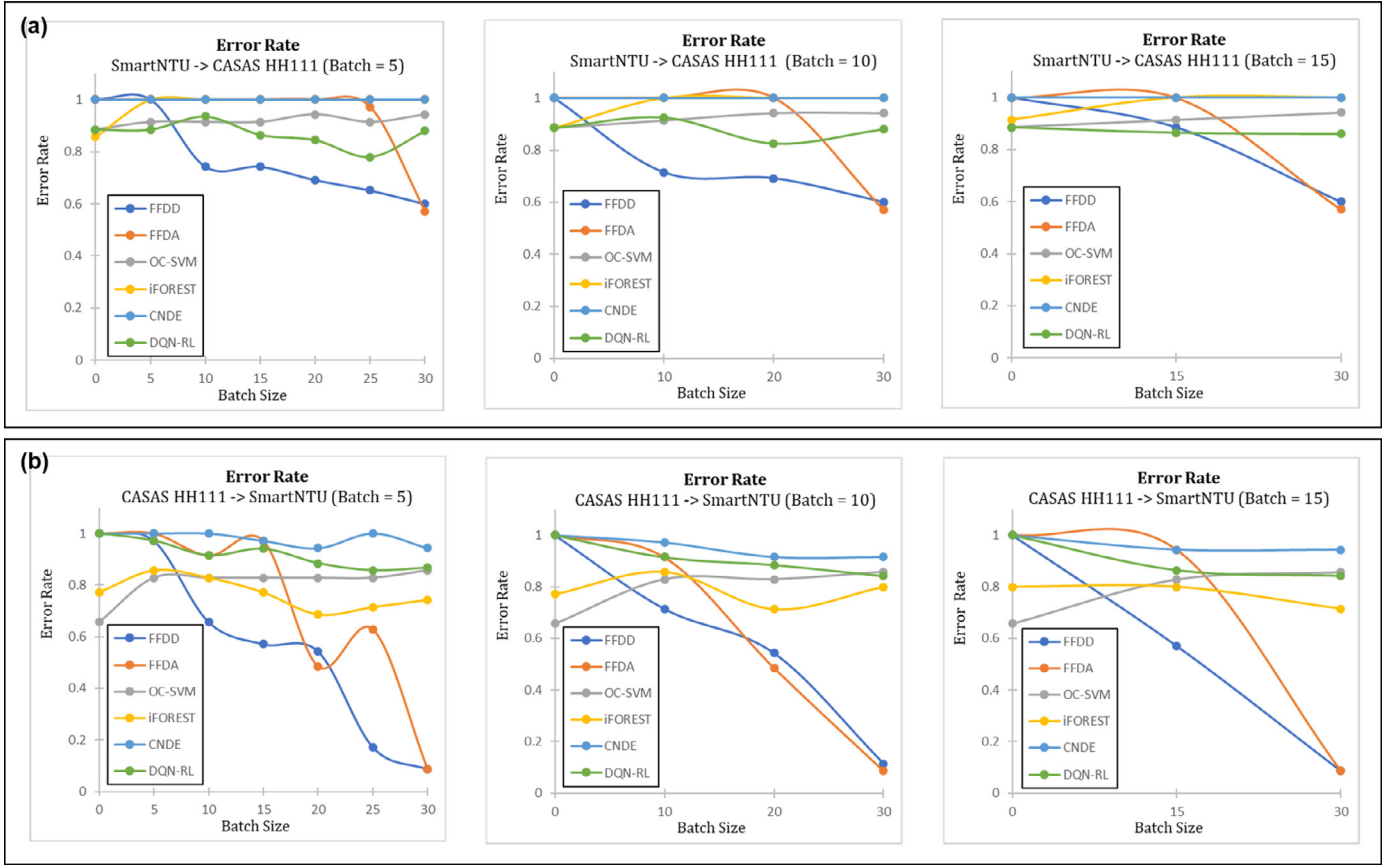 (a)
Error Rate
SmartNTU -> CASAS HH111 (Batch = 5)
Error Rate
1
0.8
0.6
0.4
0.2
0
FFDD
FFDA
OC-SVM
iFOREST
CNDE
DQN-RL
0 5 10 15 20 25 30
Batch Size
Error Rate
SmartNTU -> CASAS HH111 (Batch = 10)
Error Rate
1
0.8
0.6
0.4
0.2
0
FFDD
FFDA
OC-SVM
iFOREST
CNDE
DQN-RL
0 10 20 30
Batch Size
Error Rate
SmartNTU -> CASAS HH111 (Batch = 15)
Error Rate
1
0.8
0.6
0.4
0.2
0
FFDD
FFDA
OC-SVM
iFOREST
CNDE
DQN-RL
0 15 30
Batch Size
(b)
Error Rate
CASAS HH111 -> SmartNTU (Batch = 5)
Error Rate
1
0.8
0.6
0.4
0.2
0
FFDD
FFDA
OC-SVM
iFOREST
CNDE
DQN-RL
0 5 10 15 20 25 30
Batch Size
Error Rate
CASAS HH111 -> SmartNTU (Batch = 10)
Error Rate
1
0.8
0.6
0.4
0.2
0
FFDD
FFDA
OC-SVM
iFOREST
CNDE
DQN-RL
0 10 20 30
Batch Size
Error Rate
CASAS HH111 -> SmartNTU (Batch = 15)
Error Rate
1
0.8
0.6
0.4
0.2
0
FFDD
FFDA
OC-SVM
iFOREST
CNDE
DQN-RL
0 15 30
Batch Size